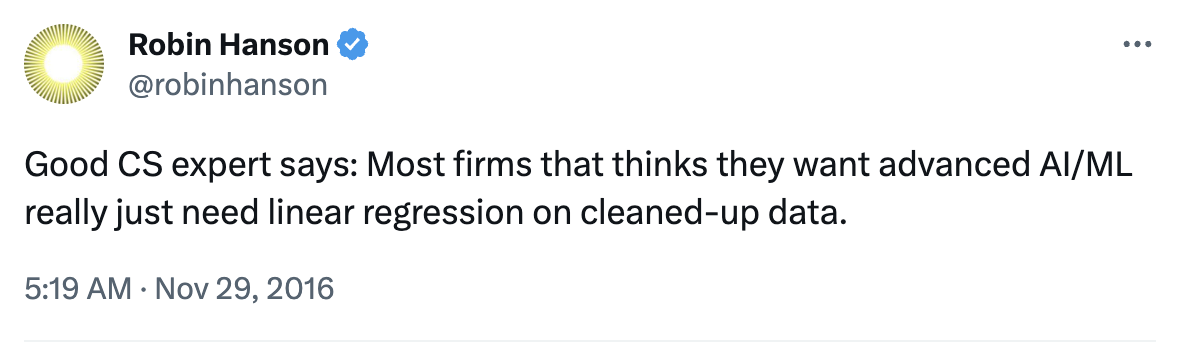 Robin Hanson
@robinhanson
Good CS expert says: Most firms that thinks they want advanced AI/ML
really just need linear regression on cleaned-up data.
5:19 AM · Nov 29, 2016